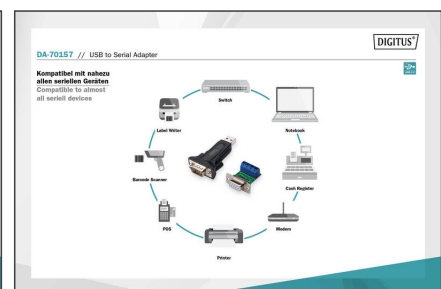 DIGITUS®
DA-70157 // USB to Serial Adapter
Kompatibel mit nahezu
allen seriellen Geräten
Compatible to almost
all seriell devices
Switch
Label Writer
Notebook
Barcode Scanner
Cash Register
POS
Modem
Printer